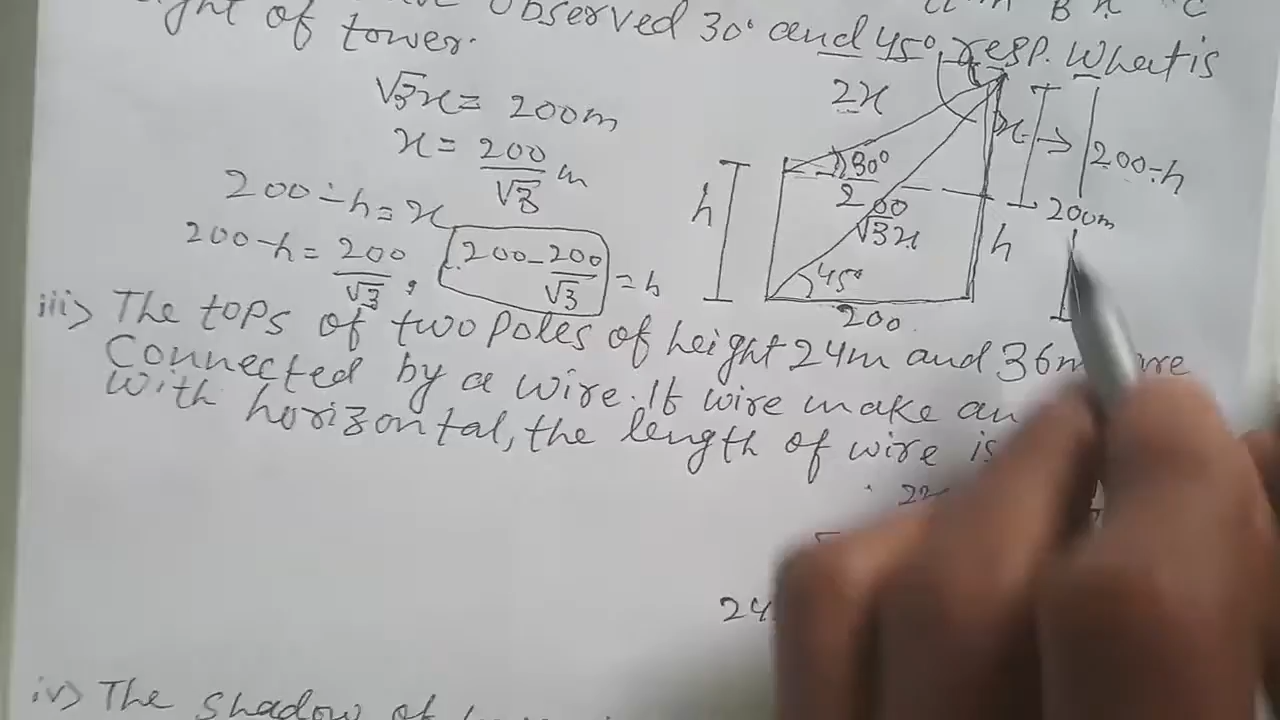 of observed 30° and 45° resp. What is
of tower.
√3x = 200m
x = 200/√3 m
200 - h = x
200 - h = 200/√3, 200 - 200/√3 = h
2x
30°
200
√3x
45°
200
h
x → 200 - h
200m
h
iii> The tops of two poles of height 24m and 36m
Connected by a wire. If wire make an
with horizontal, the length of wire is
24
iv> The shadow of